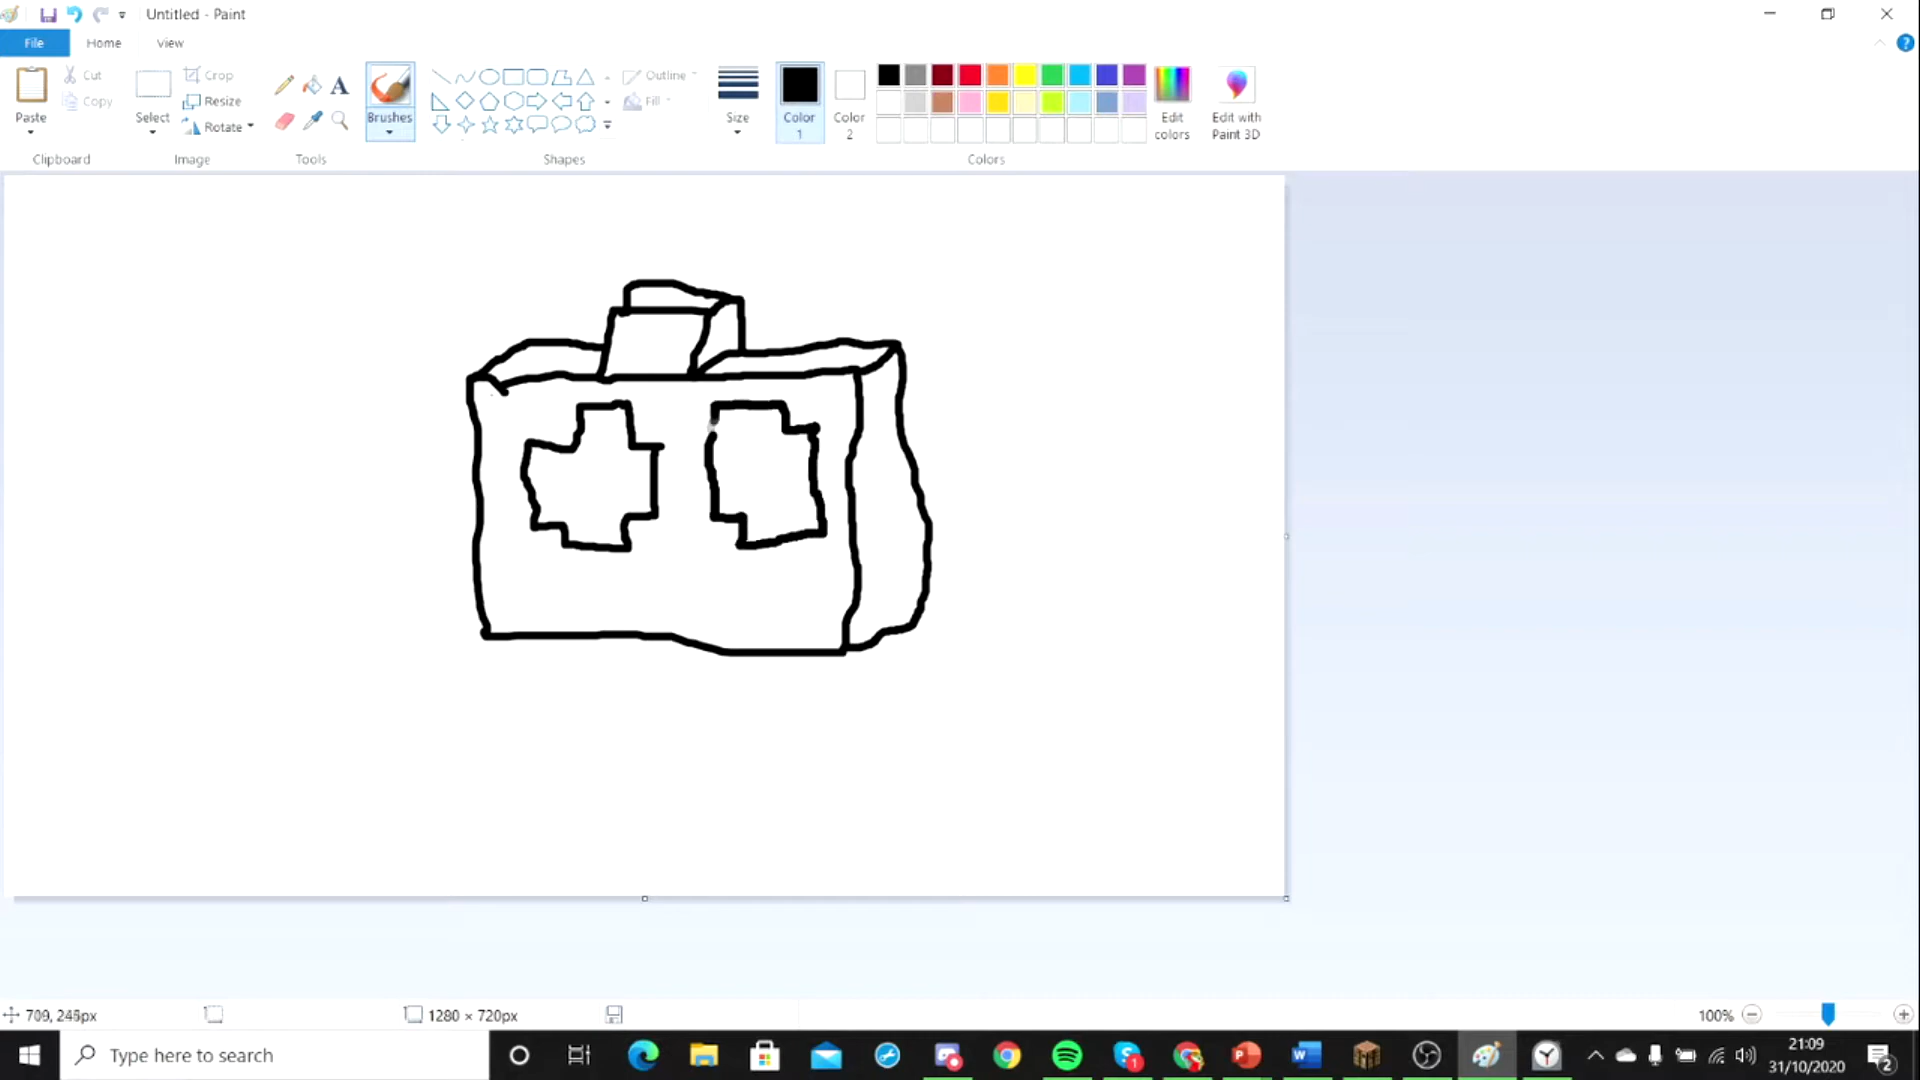 Untitled - Paint
File Home View
Paste
Cut
Copy
Clipboard
Select
Crop
Resize
Rotate
Image
Tools
Brushes
Shapes
Outline
Fill
Size
Color 1
Color 2
Colors
Edit colors
Edit with Paint 3D
709, 246px
1280 × 720px
100%
Type here to search
21:09
31/10/2020